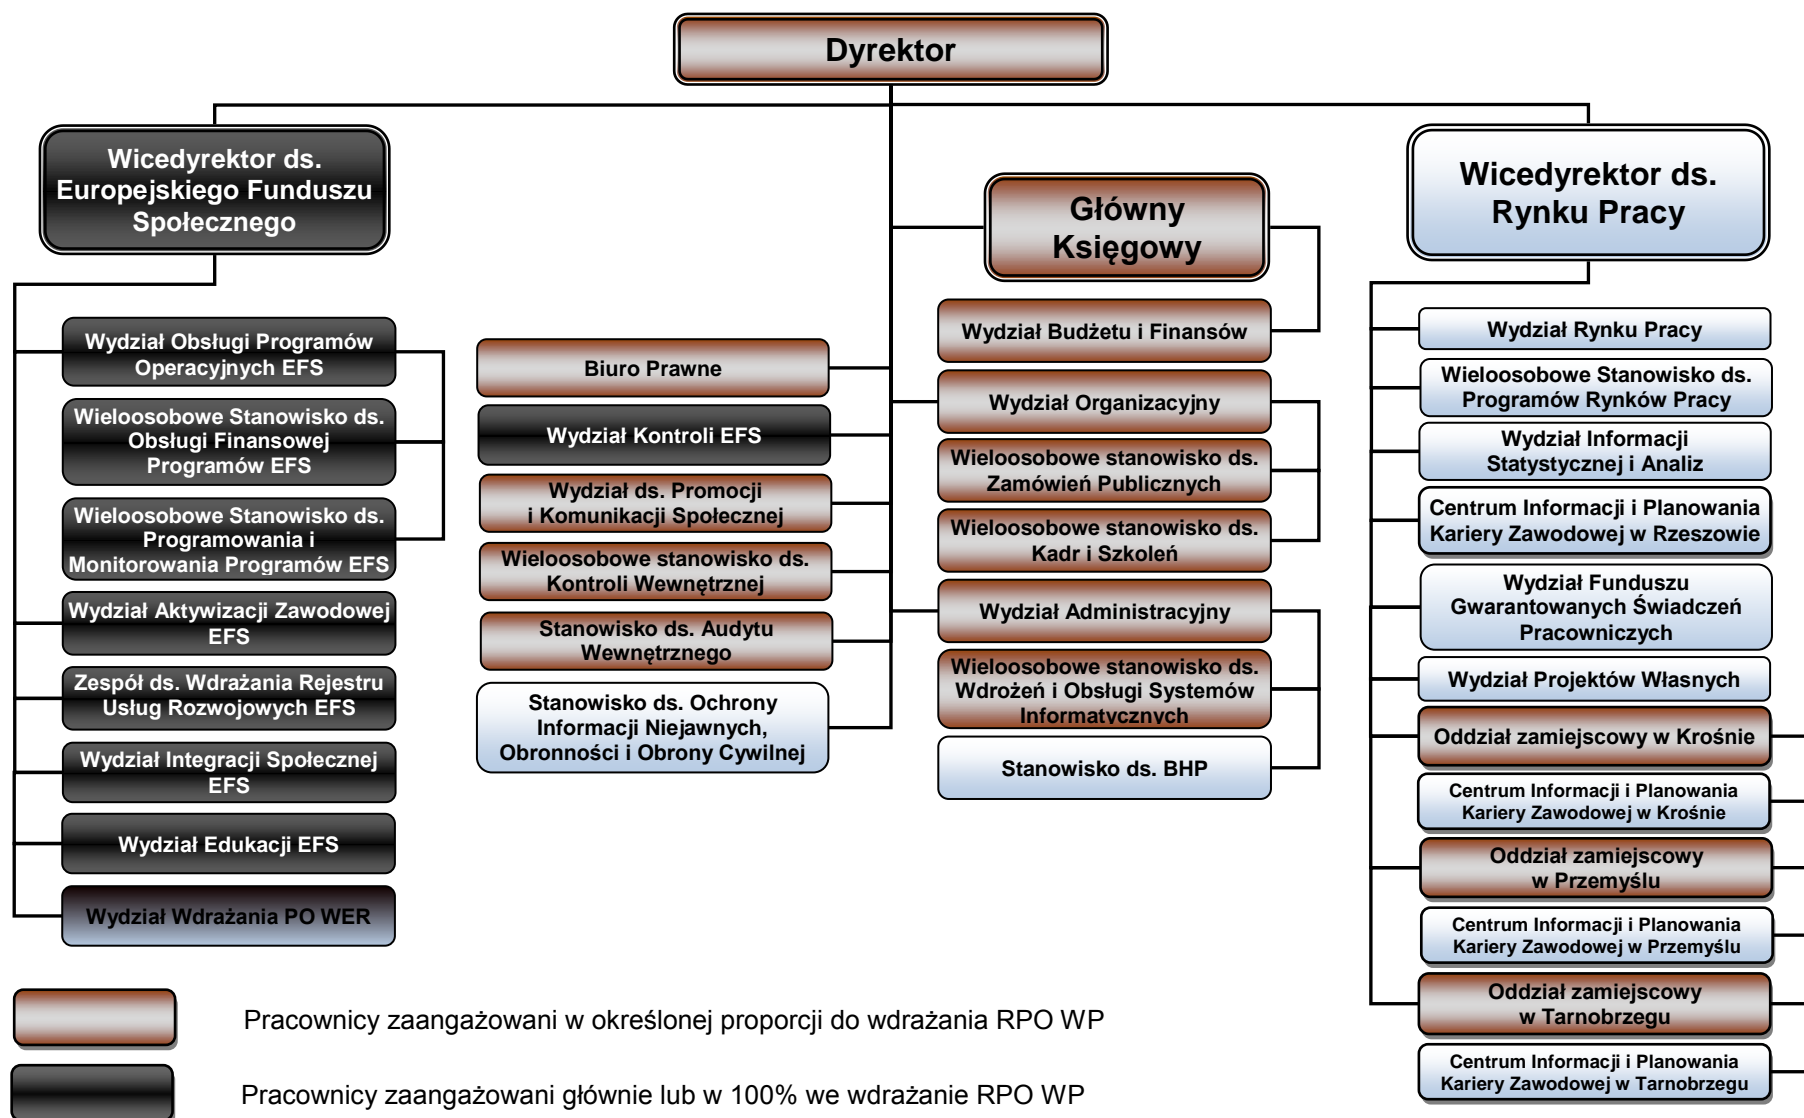 Dyrektor
Wicedyrektor ds.
Europejskiego Funduszu
Społecznego
Główny
Księgowy
Wicedyrektor ds.
Rynku Pracy
Wydział Obsługi Programów
Operacyjnych EFS
Wieloosobowe Stanowisko ds.
Obsługi Finansowej
Programów EFS
Wieloosobowe Stanowisko ds.
Programowania i
Monitorowania Programów EFS
Wydział Aktywizacji Zawodowej
EFS
Zespół ds. Wdrażania Rejestru
Usług Rozwojowych EFS
Wydział Integracji Społecznej
EFS
Wydział Edukacji EFS
Wydział Wdrażania PO WER
Biuro Prawne
Wydział Kontroli EFS
Wydział ds. Promocji
i Komunikacji Społecznej
Wieloosobowe stanowisko ds.
Kontroli Wewnętrznej
Stanowisko ds. Audytu
Wewnętrznego
Stanowisko ds. Ochrony
Informacji Niejawnych,
Obronności i Obrony Cywilnej
Wydział Budżetu i Finansów
Wydział Organizacyjny
Wieloosobowe stanowisko ds.
Zamówień Publicznych
Wieloosobowe stanowisko ds.
Kadr i Szkoleń
Wydział Administracyjny
Wieloosobowe stanowisko ds.
Wdrożeń i Obsługi Systemów
Informatycznych
Stanowisko ds. BHP
Wydział Rynku Pracy
Wieloosobowe Stanowisko ds.
Programów Rynków Pracy
Wydział Informacji
Statystycznej i Analiz
Centrum Informacji i Planowania
Kariery Zawodowej w Rzeszowie
Wydział Funduszu
Gwarantowanych Świadczeń
Pracowniczych
Wydział Projektów Własnych
Oddział zamiejscowy w Krośnie
Centrum Informacji i Planowania
Kariery Zawodowej w Krośnie
Oddział zamiejscowy
w Przemyślu
Centrum Informacji i Planowania
Kariery Zawodowej w Przemyślu
Oddział zamiejscowy
w Tarnobrzegu
Centrum Informacji i Planowania
Kariery Zawodowej w Tarnobrzegu
Pracownicy zaangażowani w określonej proporcji do wdrażania RPO WP
Pracownicy zaangażowani głównie lub w 100% we wdrażanie RPO WP